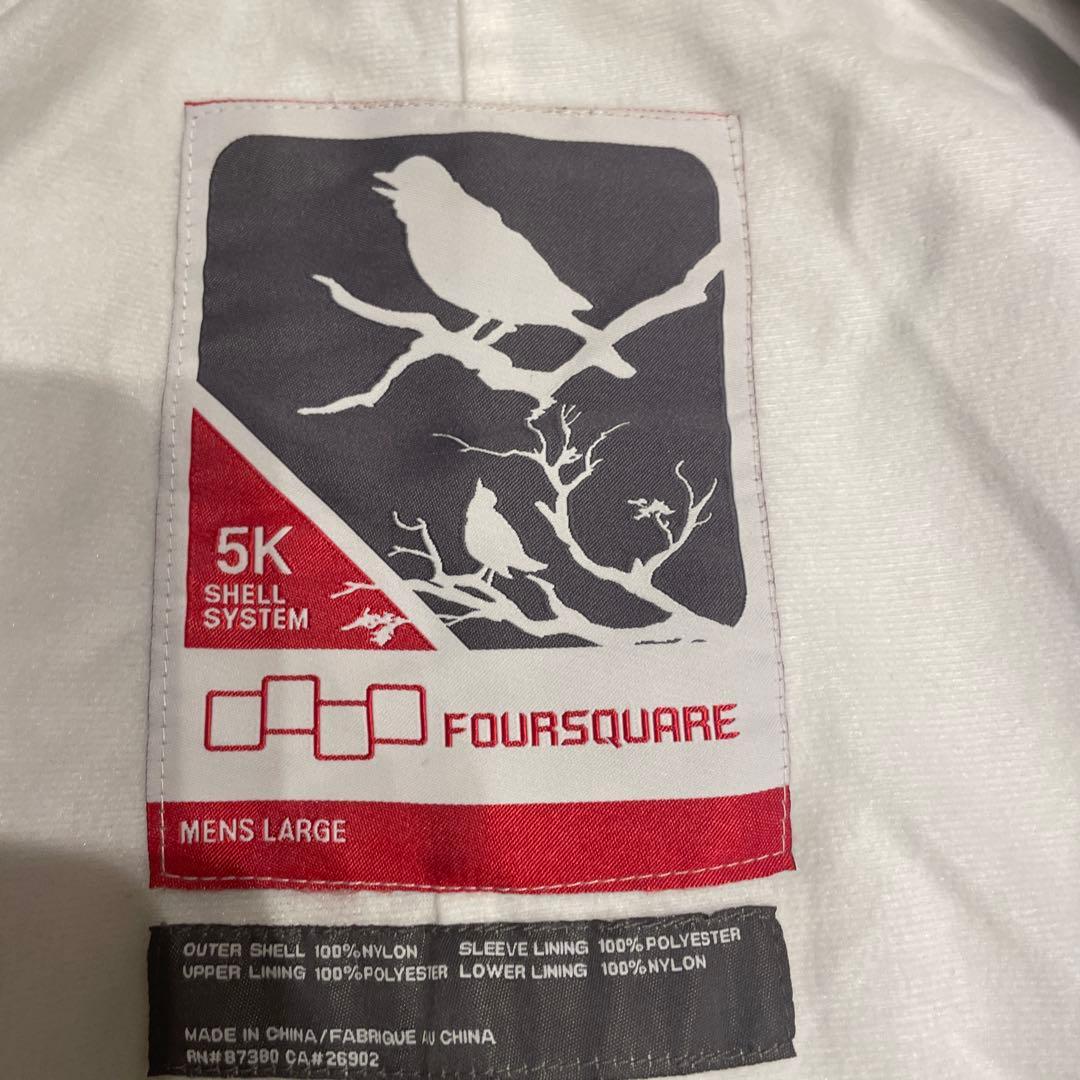 5K
SHELL
SYSTEM
FOURSQUARE
MENS LARGE
OUTER SHELL 100%NYLON SLEEVE LINING 100%POLYESTER
UPPER LINING 100%POLYESTER LOWER LINING 100%NYLON
MADE IN CHINA/FABRIQUE AU CHINA
RN#87380 CA#26902